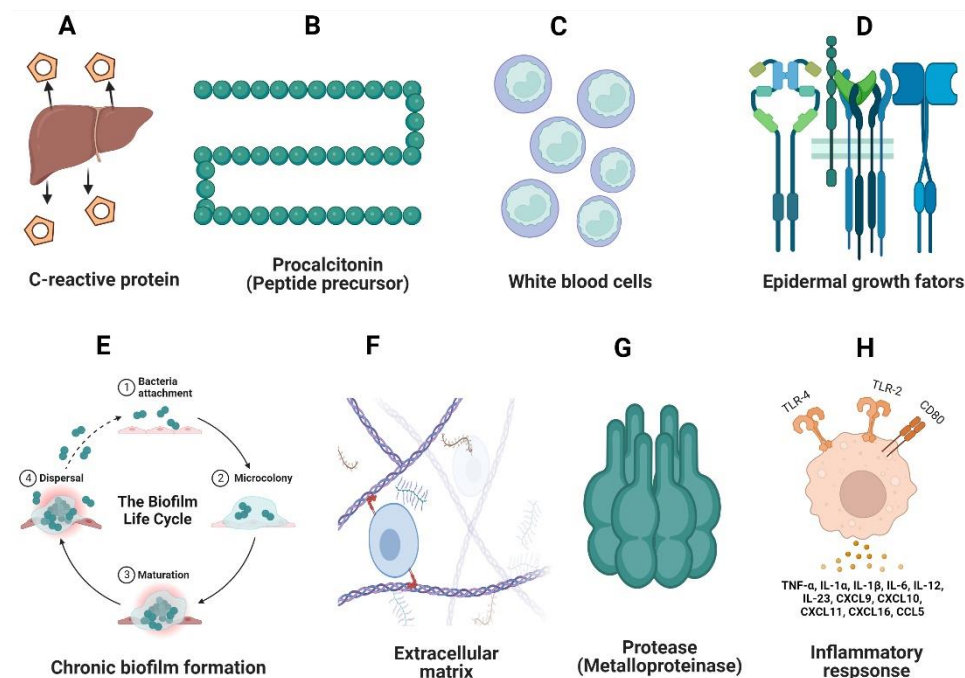 A
B
C
D
C-reactive protein
Procalcitonin
(Peptide precursor)
White blood cells
Epidermal growth fators
E
F
G
H
1 Bacteria
attachment
2 Microcolony
3 Maturation
4 Dispersal
The Biofilm
Life Cycle
Chronic biofilm formation
Extracellular
matrix
Protease
(Metalloproteinase)
TLR-4
TLR-2
CD80
TNF-α, IL-1α, IL-1β, IL-6, IL-12,
IL-23, CXCL9, CXCL10,
CXCL11, CXCL16, CCL5
Inflammatory
respsonse